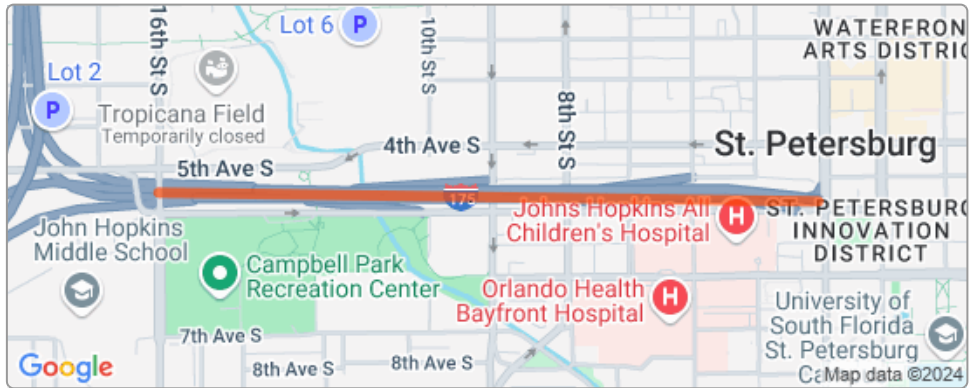 16th St S
Lot 6 P
10th St S
WATERFRON
ARTS DISTRIC
Lot 2
P
Tropicana Field
Temporarily closed
8th St S
4th Ave S
St. Petersburg
5th Ave S
175
Johns Hopkins All
Children's Hospital
H
ST. PETERSBURG
INNOVATION
DISTRICT
John Hopkins
Middle School
Campbell Park
Recreation Center
Orlando Health
Bayfront Hospital
H
University of
South Florida
St. Petersburg
Ca
7th Ave S
8th Ave S
8th Ave S
Google
Map data ©2024